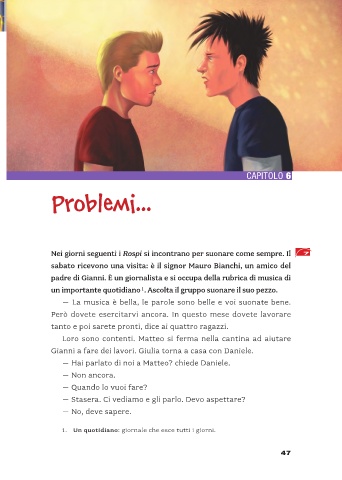 CAPITOLO 6
Problemi...
Nei giorni seguenti i Rospi si incontrano per suonare come sempre. Il
sabato ricevono una visita: è il signor Mauro Bianchi, un amico del
padre di Gianni. È un giornalista e si occupa della rubrica di musica di
un importante quotidiano1. Ascolta il gruppo suonare il suo pezzo.
— La musica è bella, le parole sono belle e voi suonate bene.
Però dovete esercitarvi ancora. In questo mese dovete lavorare
tanto e poi sarete pronti, dice ai quattro ragazzi.
Loro sono contenti. Matteo si ferma nella cantina ad aiutare
Gianni a fare dei lavori. Giulia torna a casa con Daniele.
— Hai parlato di noi a Matteo? chiede Daniele.
— Non ancora.
— Quando lo vuoi fare?
— Stasera. Ci vediamo e gli parlo. Devo aspettare?
— No, deve sapere.
1. Un quotidiano: giornale che esce tutti i giorni.
47